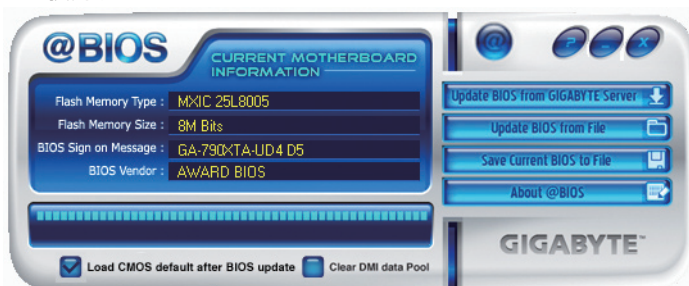 @BIOS
CURRENT MOTHERBOARD
INFORMATION
Flash Memory Type : MXIC 25L8005
Flash Memory Size : 8M Bits
BIOS Sign on Message : GA-790XTA-UD4 D5
BIOS Vendor : AWARD BIOS
Load CMOS default after BIOS update
Clear DMI data Pool
@
? - X
Update BIOS from GIGABYTE Server
Update BIOS from File
Save Current BIOS to File
About @BIOS
GIGABYTE™